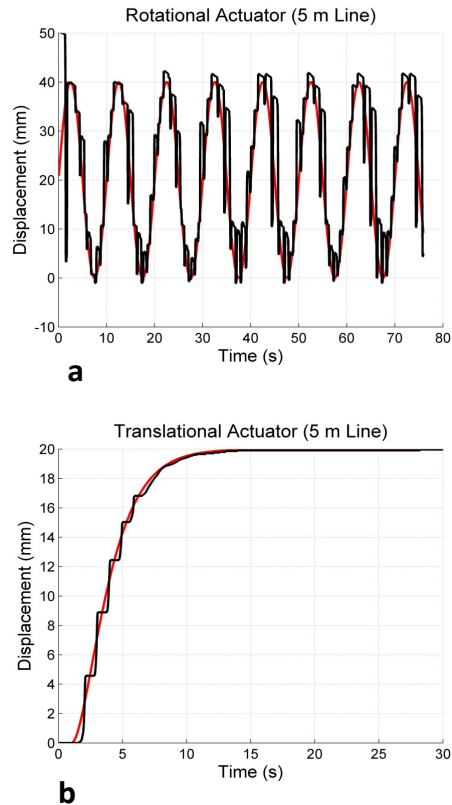 Rotational Actuator (5 m Line)
50
40
30
20
10
0
-10
Displacement (mm)
0 10 20 30 40 50 60 70 80
Time (s)
a
Translational Actuator (5 m Line)
20
18
16
14
12
10
8
6
4
2
0
Displacement (mm)
0 5 10 15 20 25 30
Time (s)
b